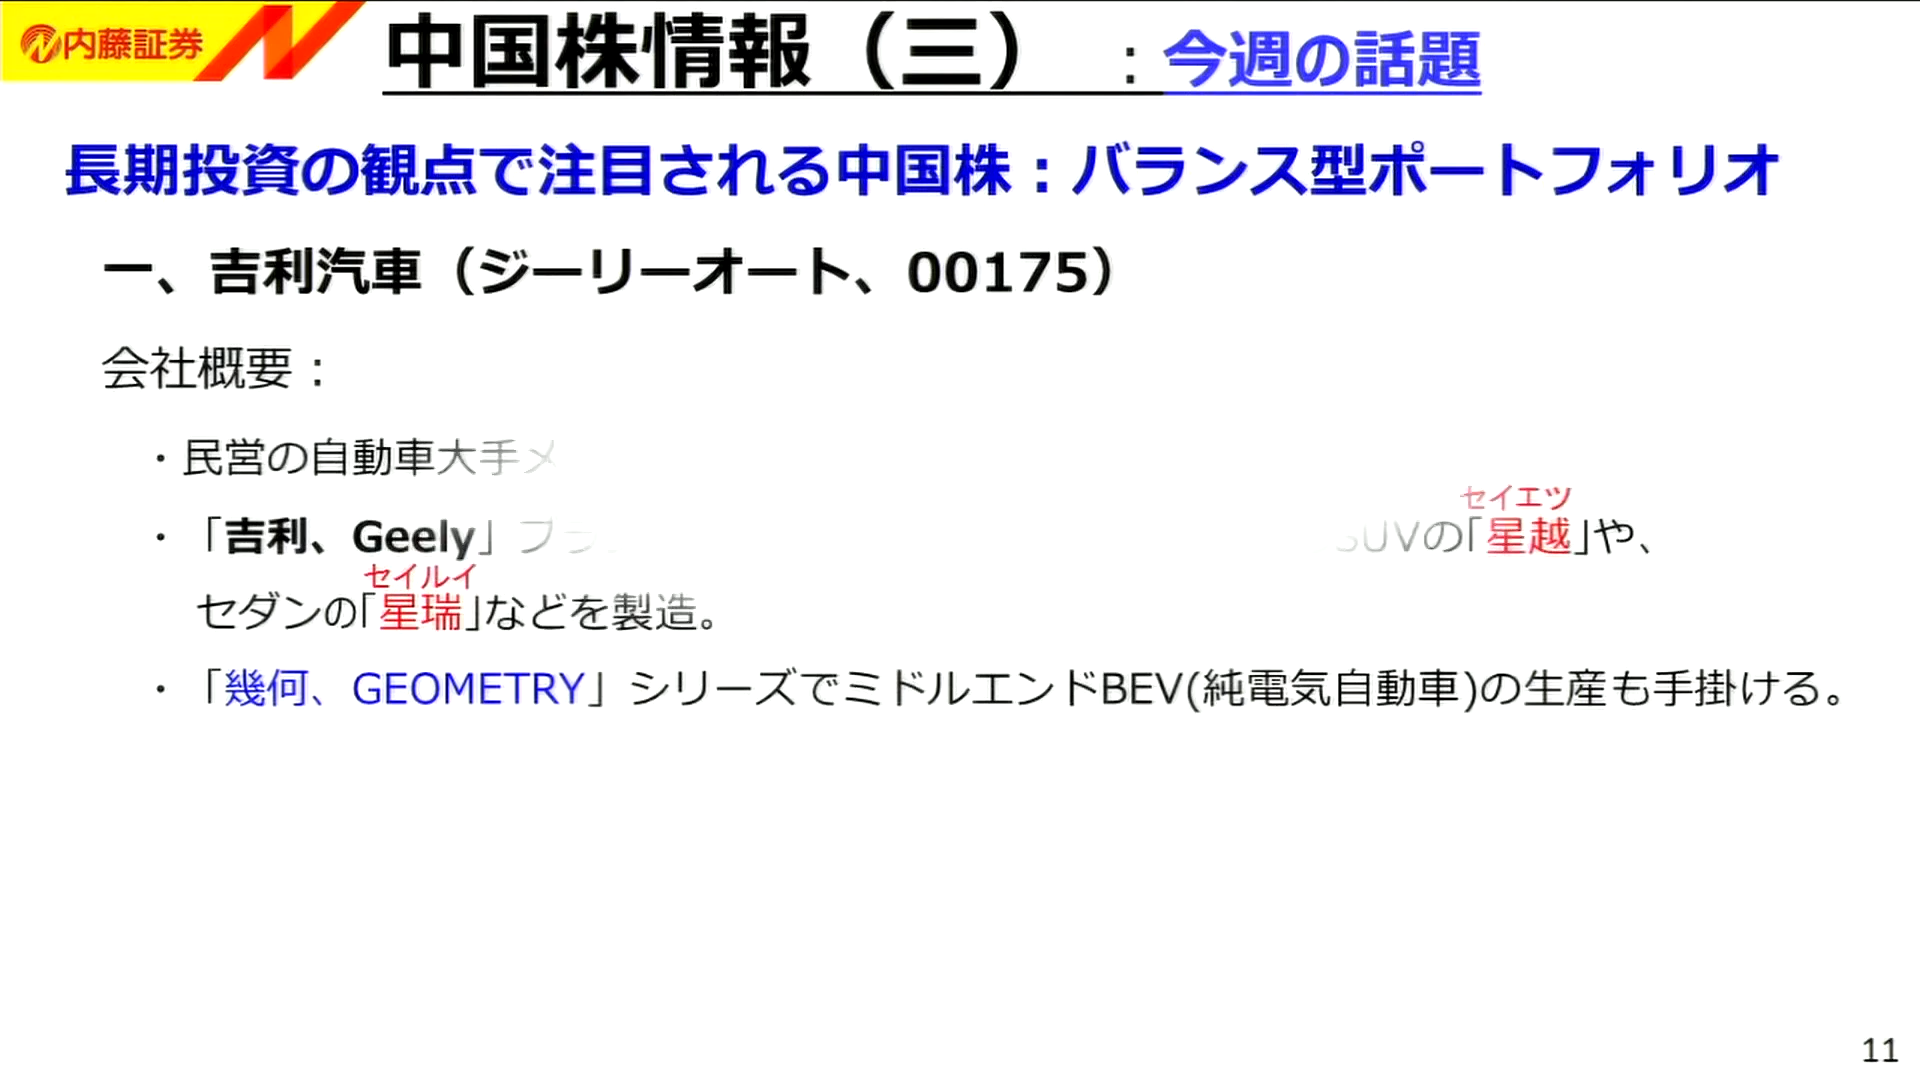 内藤証券
中国株情報（三）：今週の話題
長期投資の観点で注目される中国株：バランス型ポートフォリオ
一、吉利汽車（ジーリーオート、00175）
会社概要：
・民営の自動車大手メ
セイエツ
・「吉利、Geely」ブラ SUVの「星越」や、
セイルイ
セダンの「星瑞」などを製造。
・「幾何、GEOMETRY」シリーズでミドルエンドBEV(純電気自動車)の生産も手掛ける。
11